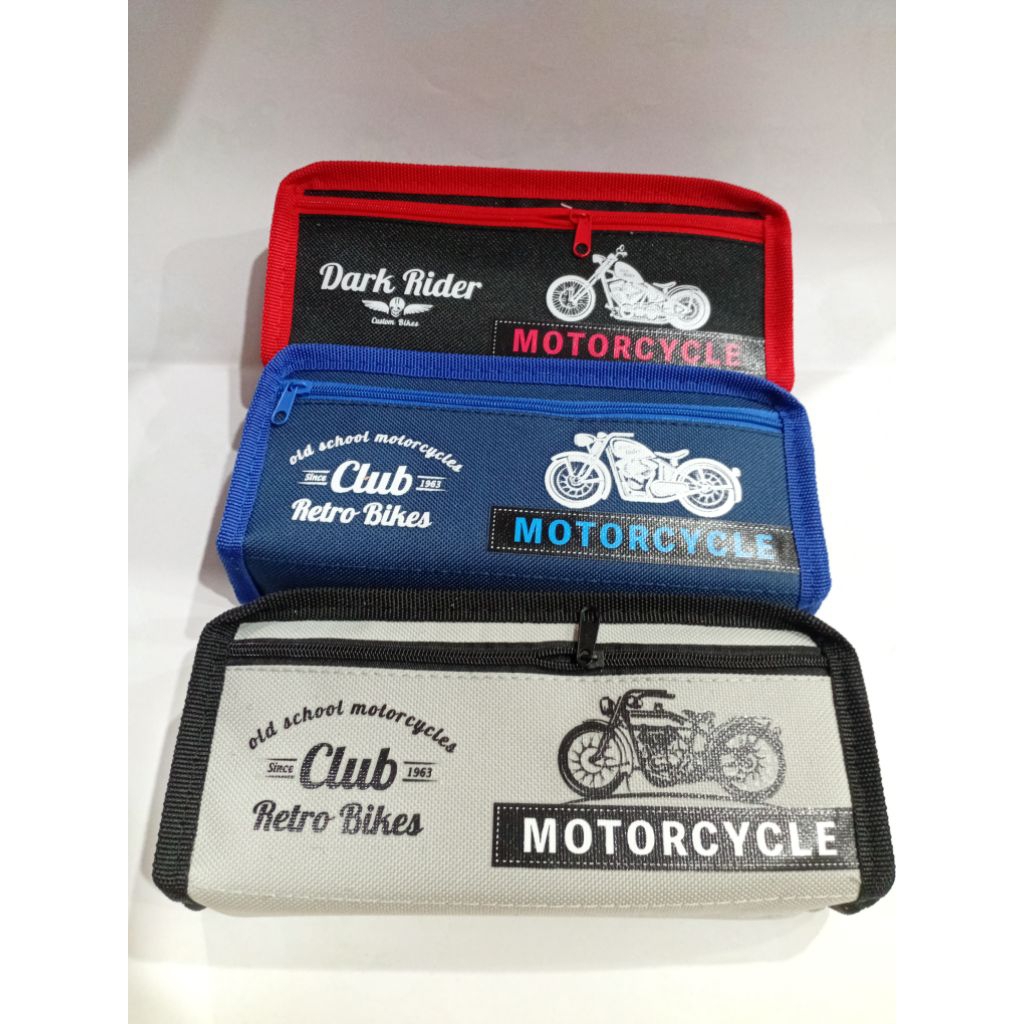 Dark Rider
Custom Bikes
MOTORCYCLE
old school motorcycles
Since Club 1963
Retro Bikes
MOTORCYCLE
old school motorcycles
Since Club 1963
Retro Bikes
MOTORCYCLE